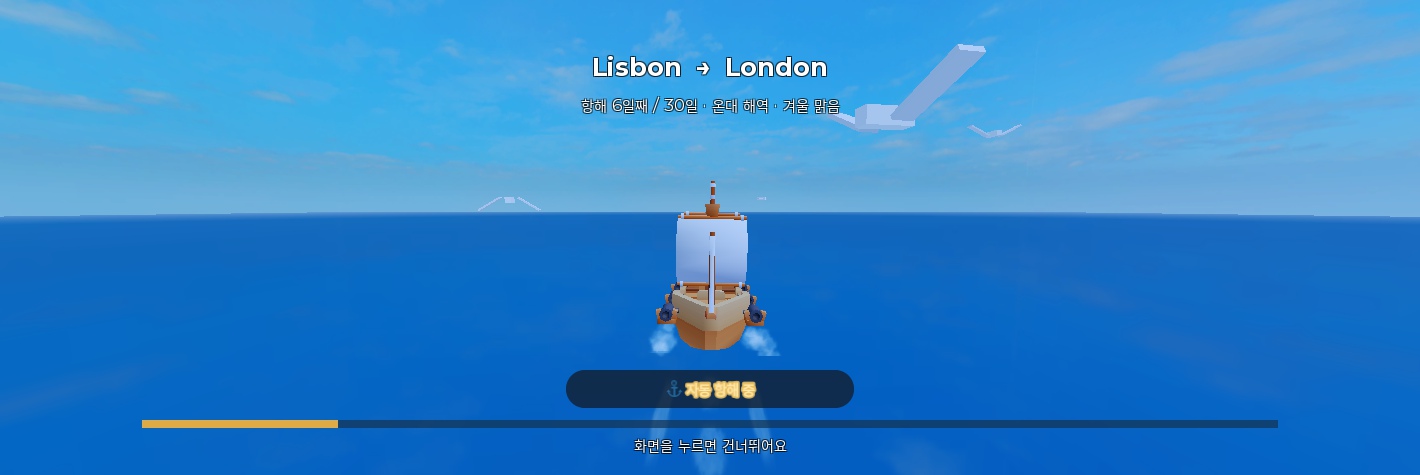 Lisbon → London
항해 6일째 / 30일 · 온대 해역 · 겨울 맑음
⚓ 자동 항해 중
화면을 누르면 건너뛰어요